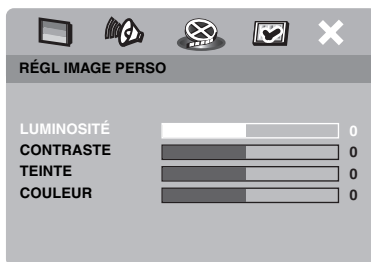 RÉGL IMAGE PERSO
LUMINOSITÉ 0
CONTRASTE 0
TEINTE 0
COULEUR 0